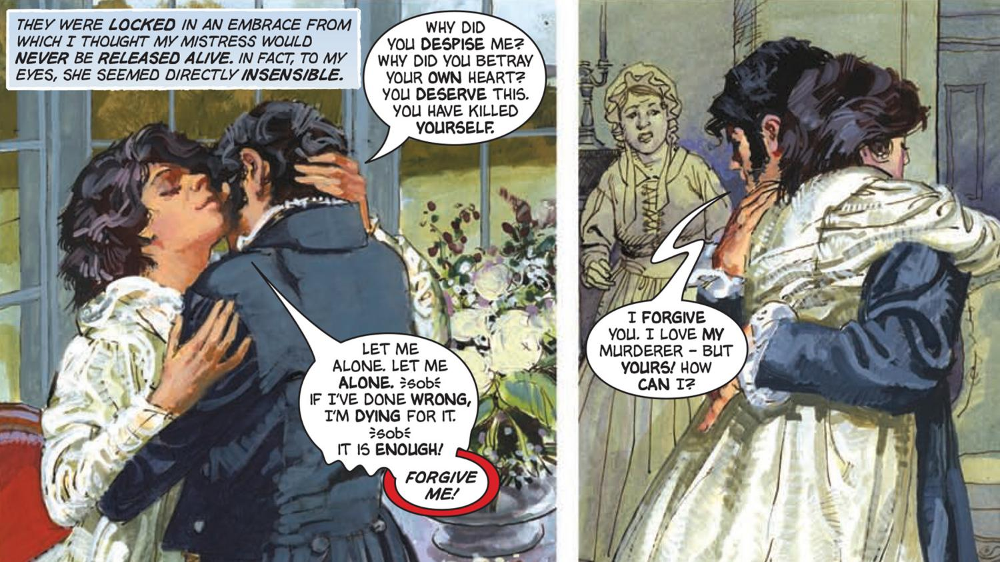 THEY WERE LOCKED IN AN EMBRACE FROM
WHICH I THOUGHT MY MISTRESS WOULD
NEVER BE RELEASED ALIVE. IN FACT, TO MY
EYES, SHE SEEMED DIRECTLY INSENSIBLE.
WHY DID
YOU DESPISE ME?
WHY DID YOU BETRAY
YOUR OWN HEART?
YOU DESERVE THIS.
YOU HAVE KILLED
YOURSELF.
LET ME
ALONE. LET ME
ALONE. sob
IF I'VE DONE WRONG,
I'M DYING FOR IT.
sob
IT IS ENOUGH!
FORGIVE
ME!
I FORGIVE
YOU. I LOVE MY
MURDERER – BUT
YOURS! HOW
CAN I?